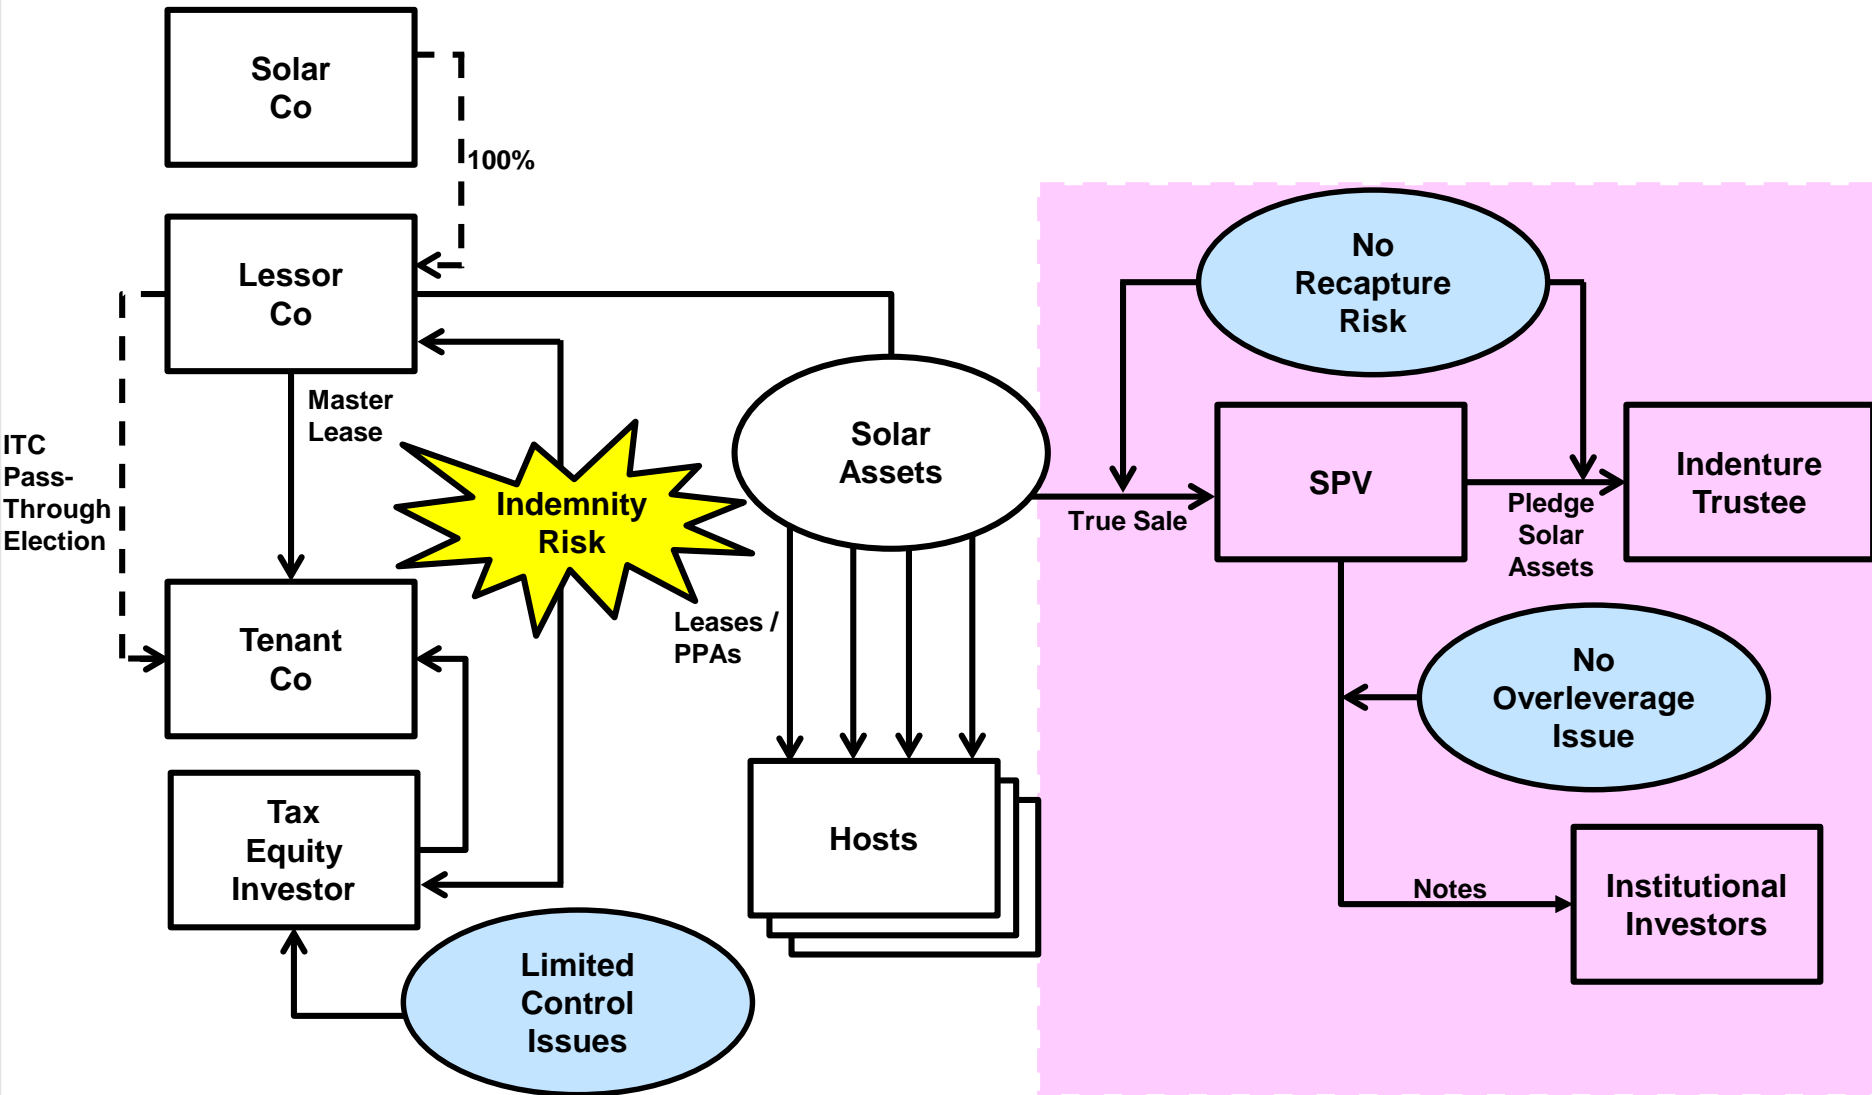 Solar
Co
100%
Lessor
Co
Master
Lease
ITC
Pass-
Through
Election
Indemnity
Risk
Tenant
Co
Tax
Equity
Investor
Limited
Control
Issues
Solar
Assets
Leases /
PPAs
Hosts
No
Recapture
Risk
True Sale
SPV
Pledge
Solar
Assets
Indenture
Trustee
No
Overleverage
Issue
Notes
Institutional
Investors